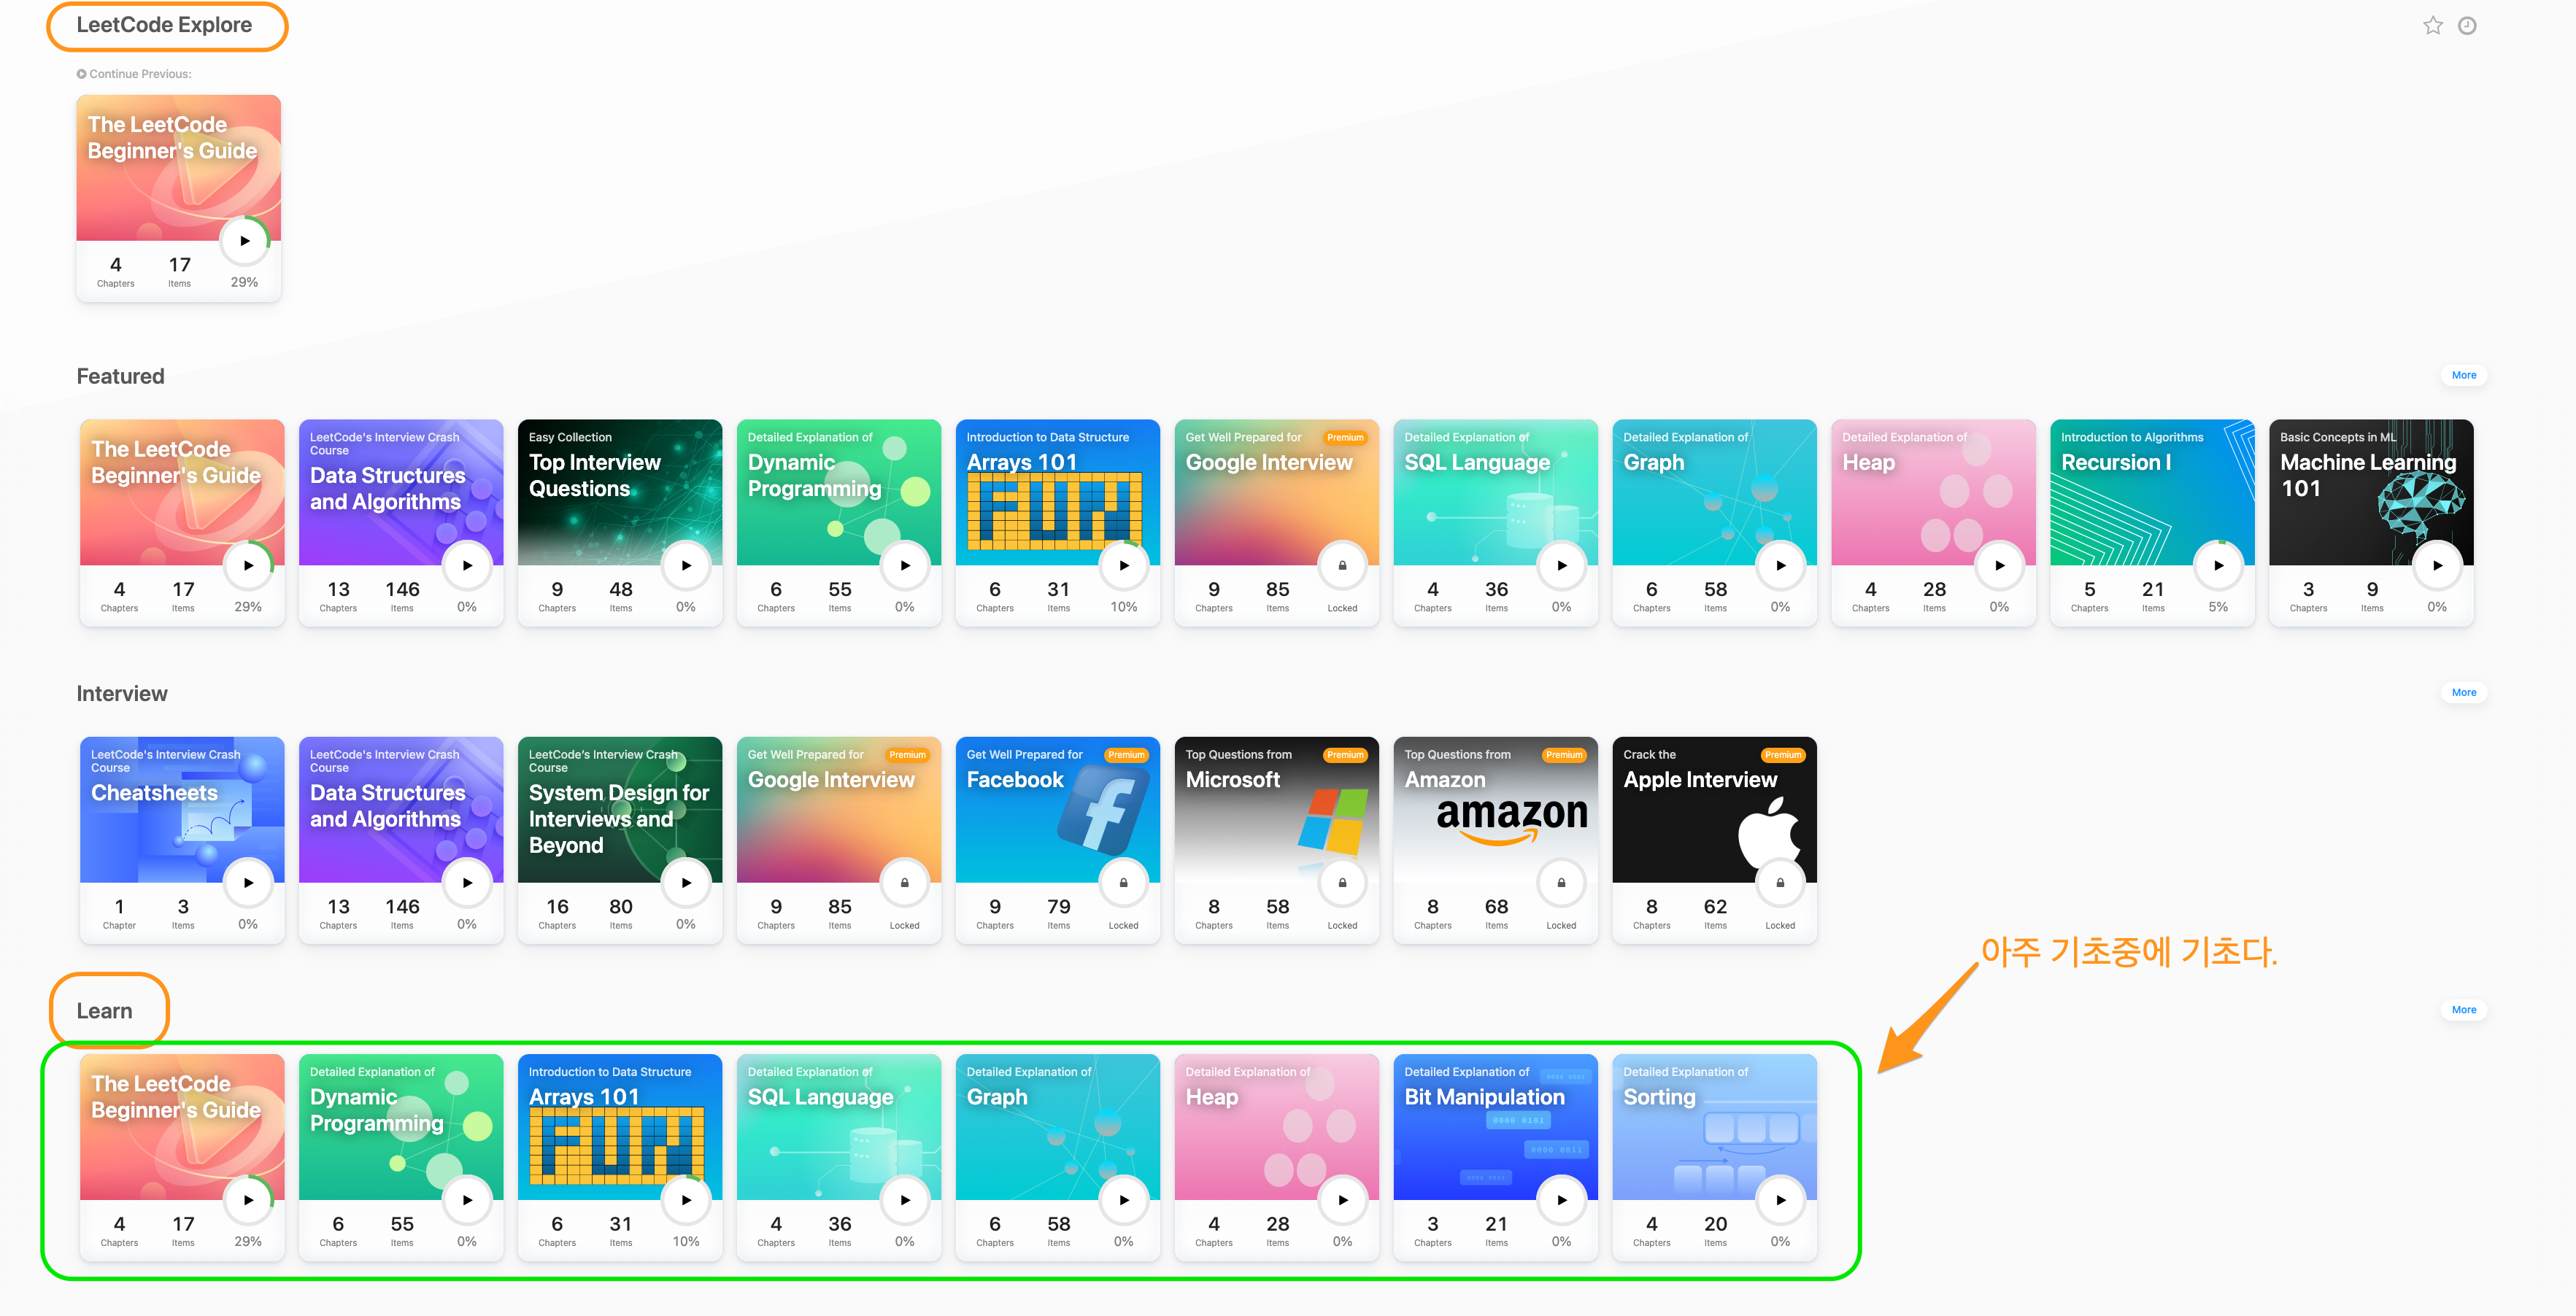 LeetCode Explore
Continue Previous:
The LeetCode
Beginner's Guide
4 17
Chapters Items 29%
Featured More
The LeetCode
Beginner's Guide
4 17
Chapters Items 29%
LeetCode's Interview Crash
Course
Data Structures
and Algorithms
13 146
Chapters Items 0%
Easy Collection
Top Interview
Questions
9 48
Chapters Items 0%
Detailed Explanation of
Dynamic
Programming
6 55
Chapters Items 0%
Introduction to Data Structure
Arrays 101
FUN
6 31
Chapters Items 10%
Get Well Prepared for Premium
Google Interview
9 85
Chapters Items Locked
Detailed Explanation of
SQL Language
4 36
Chapters Items 0%
Detailed Explanation of
Graph
6 58
Chapters Items 0%
Detailed Explanation of
Heap
4 28
Chapters Items 0%
Introduction to Algorithms
Recursion I
5 21
Chapters Items 5%
Basic Concepts in ML
Machine Learning
101
3 9
Chapters Items 0%
Interview More
LeetCode's Interview Crash
Course
Cheatsheets
1 3
Chapter Items 0%
LeetCode's Interview Crash
Course
Data Structures
and Algorithms
13 146
Chapters Items 0%
LeetCode's Interview Crash
Course
System Design for
Interviews and
Beyond
16 80
Chapters Items 0%
Get Well Prepared for Premium
Google Interview
9 85
Chapters Items Locked
Get Well Prepared for Premium
Facebook
9 79
Chapters Items Locked
Top Questions from Premium
Microsoft
8 58
Chapters Items Locked
Top Questions from Premium
Amazon
amazon
8 68
Chapters Items Locked
Crack the Premium
Apple Interview
8 62
Chapters Items Locked
아주 기초중에 기초다.
Learn More
The LeetCode
Beginner's Guide
4 17
Chapters Items 29%
Detailed Explanation of
Dynamic
Programming
6 55
Chapters Items 0%
Introduction to Data Structure
Arrays 101
FUN
6 31
Chapters Items 10%
Detailed Explanation of
SQL Language
4 36
Chapters Items 0%
Detailed Explanation of
Graph
6 58
Chapters Items 0%
Detailed Explanation of
Heap
4 28
Chapters Items 0%
Detailed Explanation of
Bit Manipulation
0000 0101
0000 0011
3 21
Chapters Items 0%
Detailed Explanation of
Sorting
4 20
Chapters Items 0%